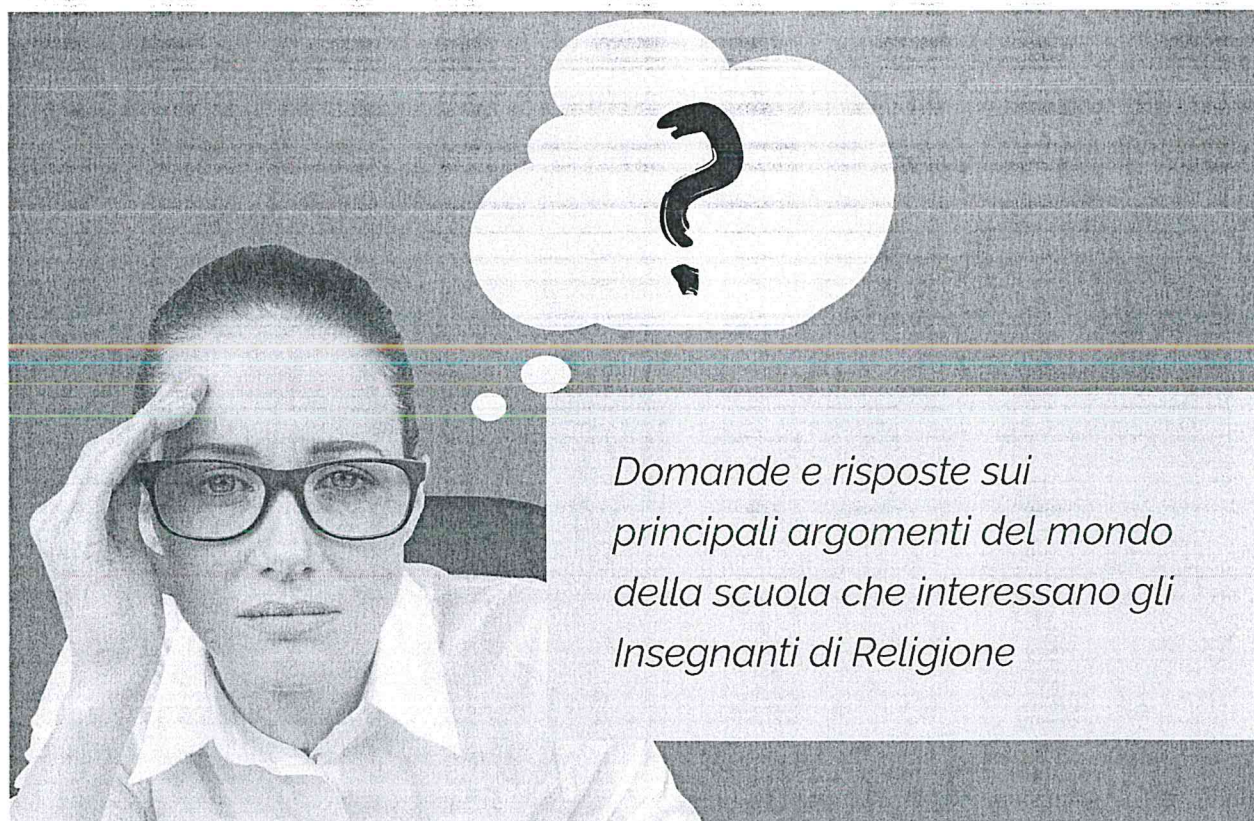 ?
Domande e risposte sui
principali argomenti del mondo
della scuola che interessano gli
Insegnanti di Religione